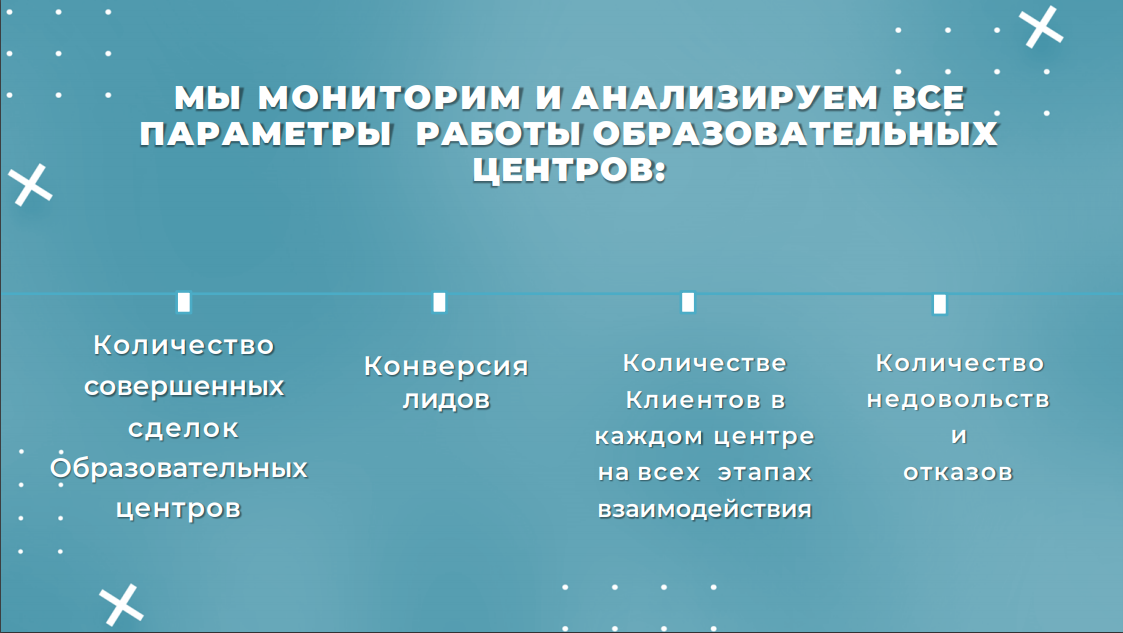 МЫ МОНИТОРИМ И АНАЛИЗИРУЕМ ВСЕ
ПАРАМЕТРЫ РАБОТЫ ОБРАЗОВАТЕЛЬНЫХ
ЦЕНТРОВ:
Количество
совершенных
сделок
Образовательных
центров
Конверсия
лидов
Количестве
Клиентов в
каждом центре
на всех этапах
взаимодействия
Количество
недовольств
и
отказов